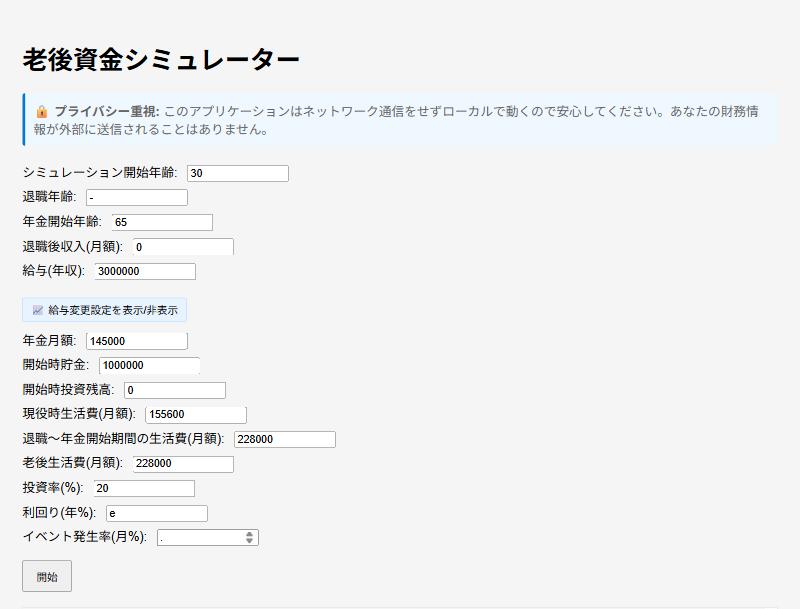 老後資金シミュレーター
🔒 プライバシー重視: このアプリケーションはネットワーク通信をせずローカルで動くので安心してください。あなたの財務情
報が外部に送信されることはありません。
シミュレーション開始年齢: 30
退職年齢: -
年金開始年齢: 65
退職後収入(月額): 0
給与(年収): 3000000
📈 給与変更設定を表示/非表示
年金月額: 145000
開始時貯金: 1000000
開始時投資残高: 0
現役時生活費(月額): 155600
退職～年金開始期間の生活費(月額): 228000
老後生活費(月額): 228000
投資率(%): 20
利回り(年%): e
イベント発生率(月%): .
開始